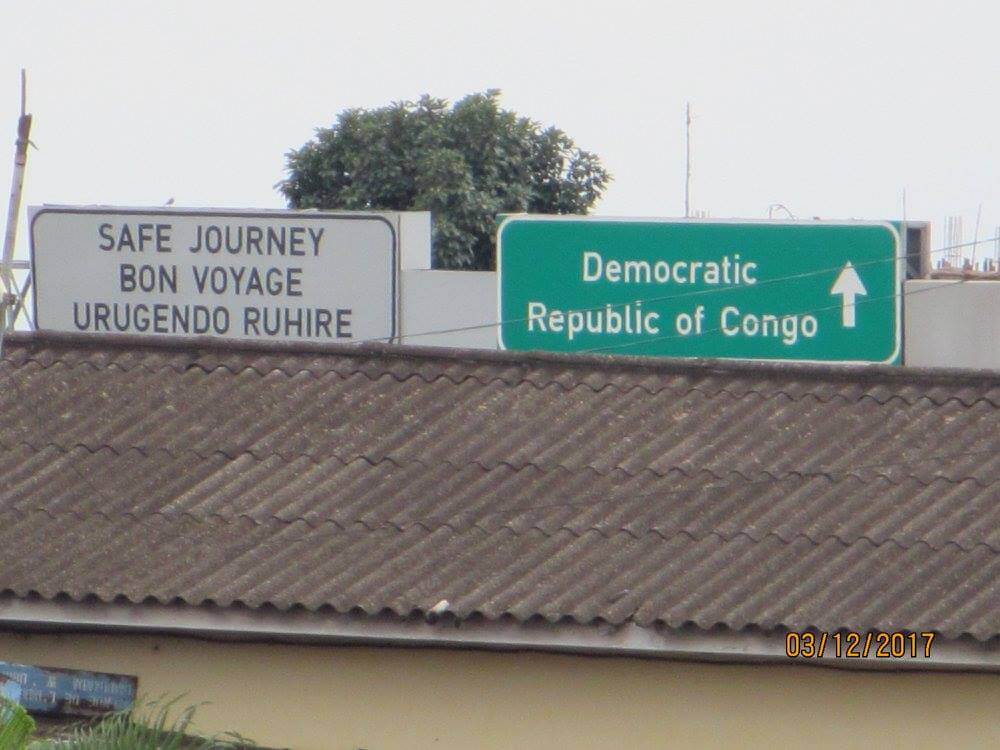 SAFE JOURNEY
BON VOYAGE
URUGENDO RUHIRE
Democratic
Republic of Congo
03/12/2017